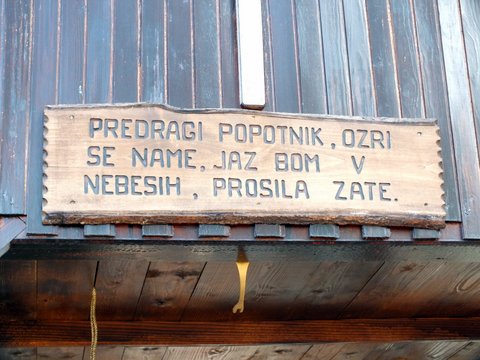 PREDRAGI POPOTNIK, OZRI
SE NAME, JAZ BOM V
NEBESIH, PROSILA ZATE.